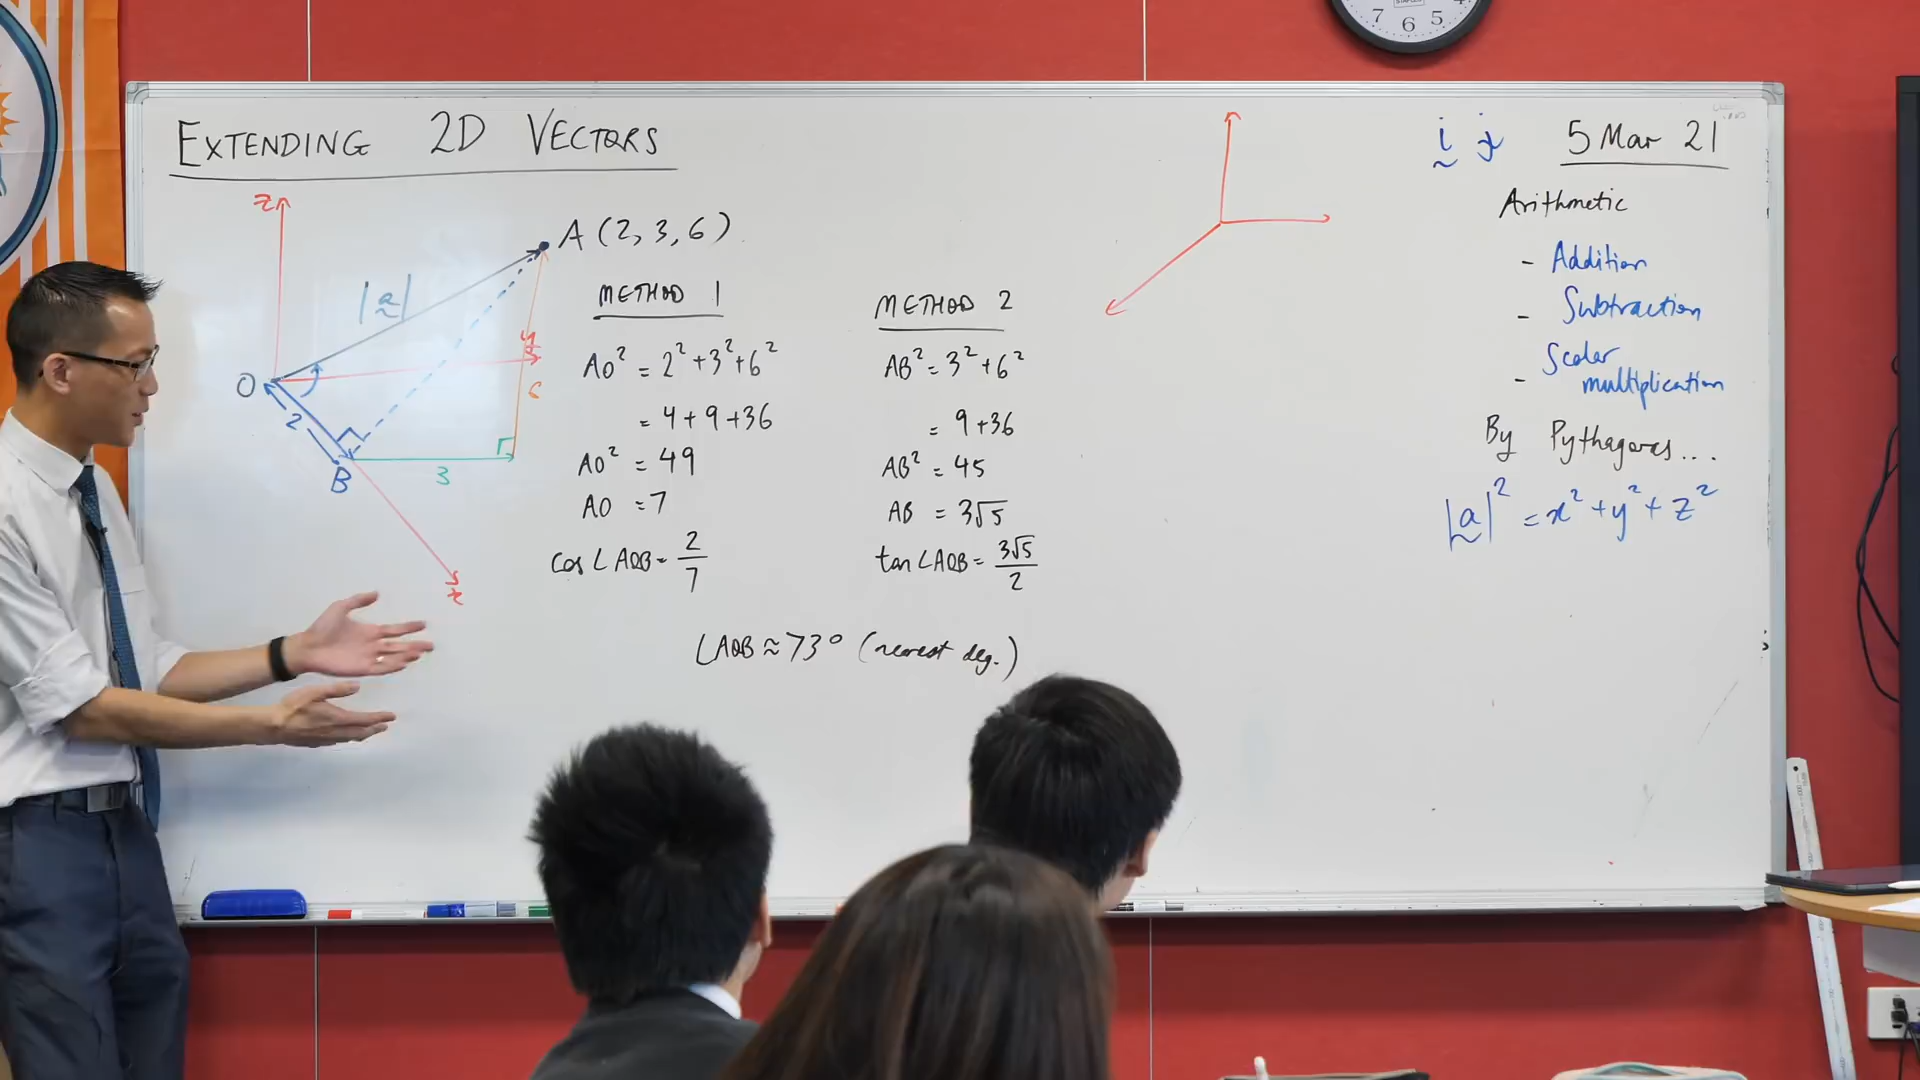 EXTENDING 2D VECTORS
z
A (2, 3, 6)
|a|
y
6
O
2
B
3
x
METHOD 1
AO² = 2² + 3² + 6²
= 4 + 9 + 36
AO² = 49
AO = 7
cos∠AOB = 2/7
METHOD 2
AB² = 3² + 6²
= 9 + 36
AB² = 45
AB = 3√5
tan∠AOB = 3√5/2
∠AOB ≈ 73° (nearest deg.)
i j
5 Mar 21
Arithmetic
- Addition
- Subtraction
- Scalar
multiplication
By Pythagoras...
|a|² = x² + y² + z²
7 6 5